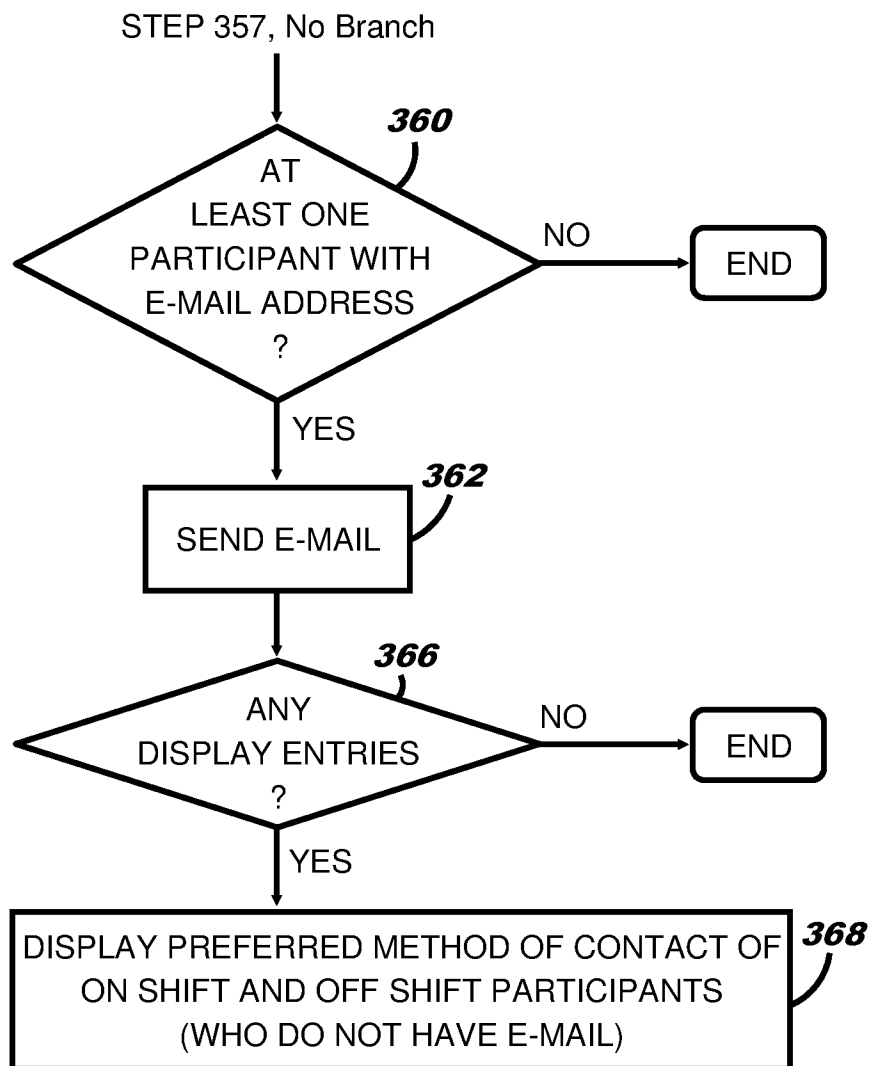 STEP 357, No Branch
360
AT
LEAST ONE
PARTICIPANT WITH
E-MAIL ADDRESS
?
NO
END
YES
362
SEND E-MAIL
366
ANY
DISPLAY ENTRIES
?
NO
END
YES
368
DISPLAY PREFERRED METHOD OF CONTACT OF
ON SHIFT AND OFF SHIFT PARTICIPANTS
(WHO DO NOT HAVE E-MAIL)